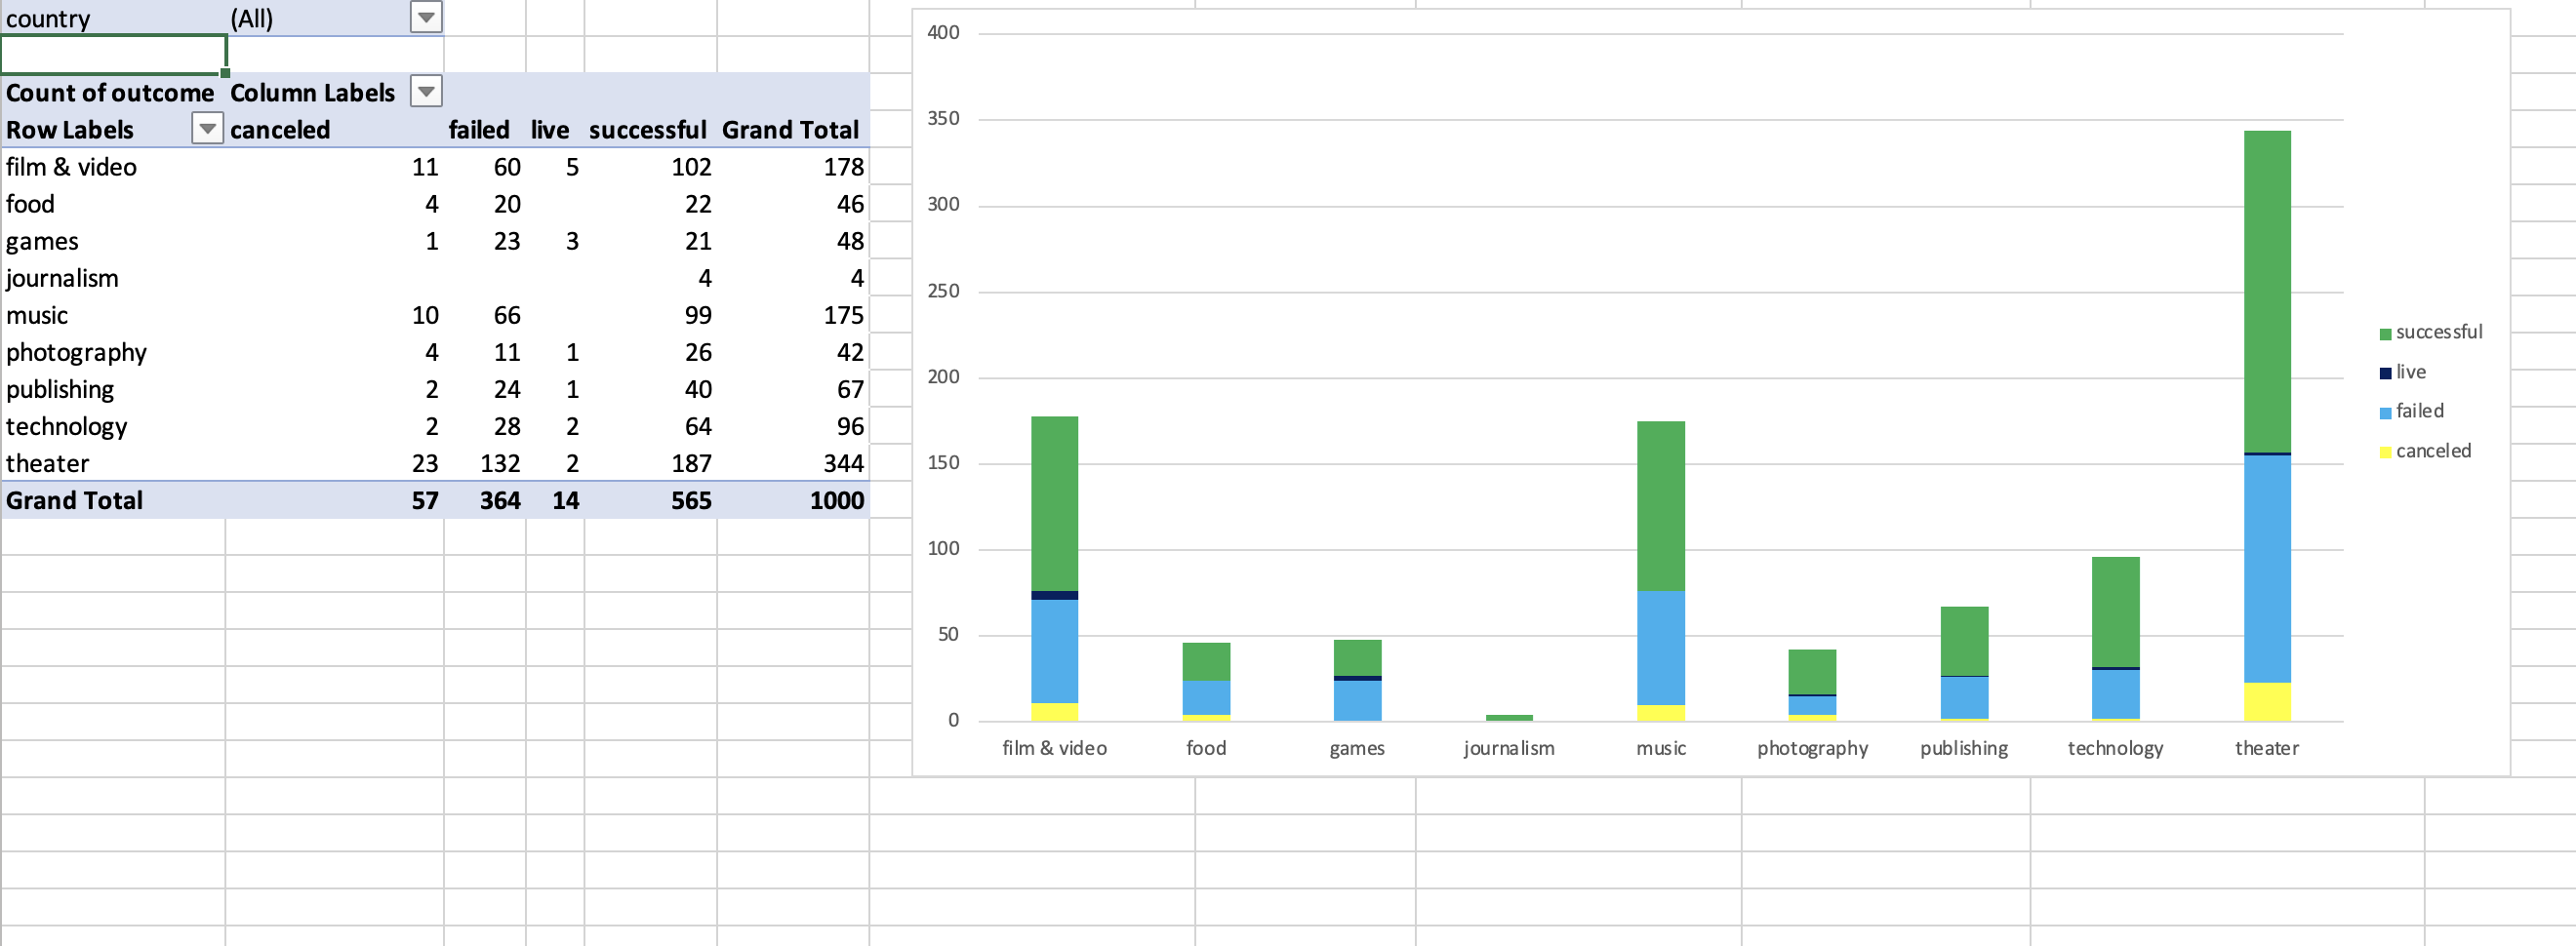 country (All)
Count of outcome Column Labels
Row Labels canceled failed live successful Grand Total
film & video 11 60 5 102 178
food 4 20 22 46
games 1 23 3 21 48
journalism 4 4
music 10 66 99 175
photography 4 11 1 26 42
publishing 2 24 1 40 67
technology 2 28 2 64 96
theater 23 132 2 187 344
Grand Total 57 364 14 565 1000
400
350
300
250
200
150
100
50
0
film & video food games journalism music photography publishing technology theater
successful
live
failed
canceled